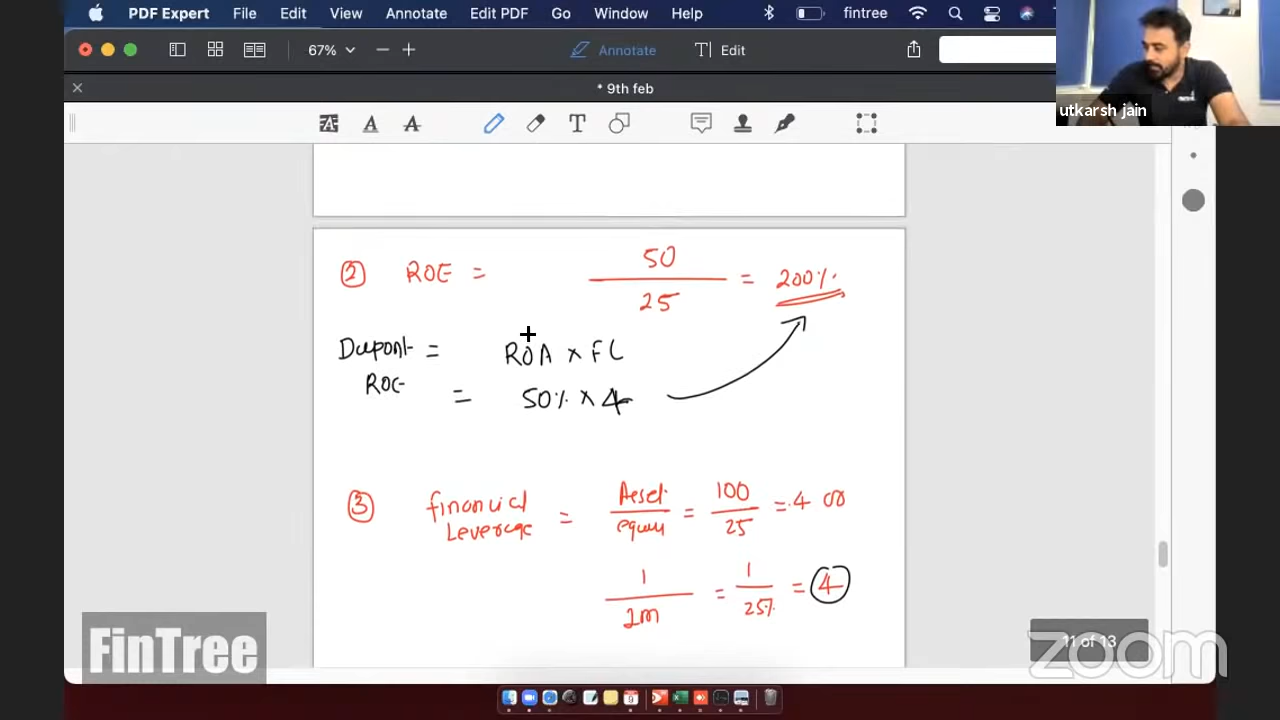 PDF Expert File Edit View Annotate Edit PDF Go Window Help fintree
67% Annotate T| Edit
* 9th feb
utkarsh jain
② ROE = 50 / 25 = 200%
Dupont = ROA x FL
ROE = 50% x 4
③ financial Leverage = Asset / equity = 100 / 25 = 4 or
1 / IM = 1 / 25% = 4
11 of 13
FinTree
zoom